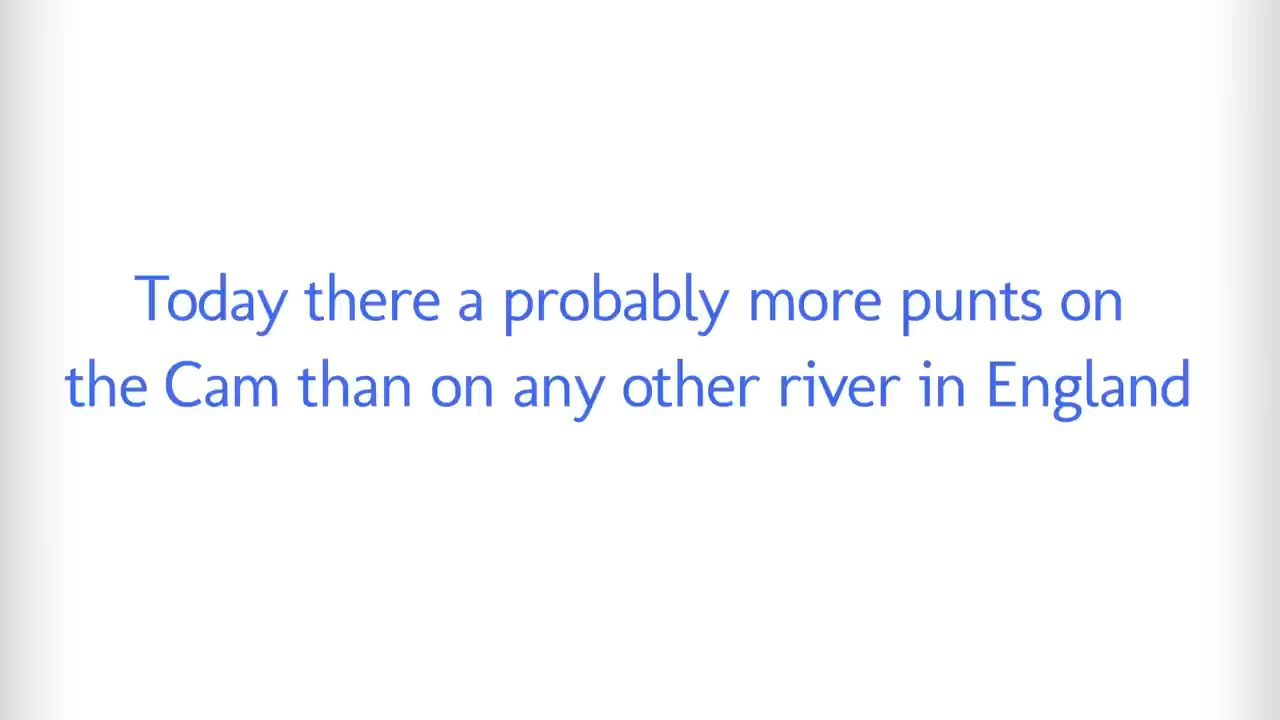 Today there a probably more punts on
the Cam than on any other river in England